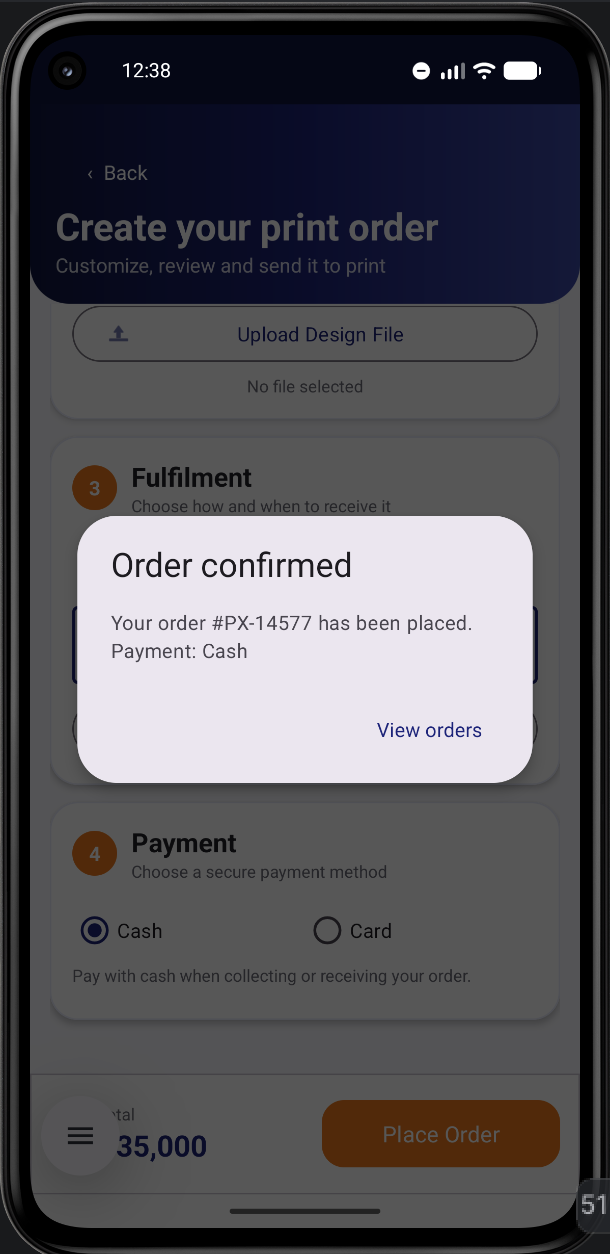 12:38
‹ Back
Create your print order
Customize, review and send it to print
Upload Design File
No file selected
3
Fulfilment
Choose how and when to receive it
Order confirmed
Your order #PX-14577 has been placed.
Payment: Cash
View orders
4
Payment
Choose a secure payment method
Cash
Card
Pay with cash when collecting or receiving your order.
35,000
Place Order
51